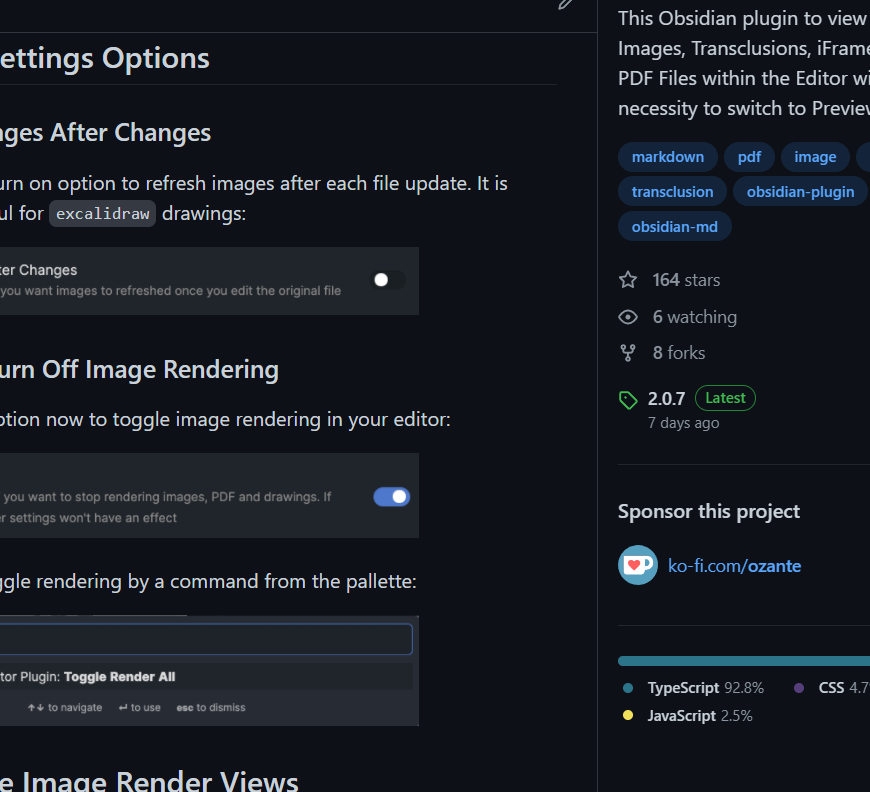 ettings Options
ges After Changes
urn on option to refresh images after each file update. It is
ul for excalidraw drawings:
ter Changes
you want images to refreshed once you edit the original file
urn Off Image Rendering
ption now to toggle image rendering in your editor:
you want to stop rendering images, PDF and drawings. If
r settings won't have an effect
ggle rendering by a command from the pallette:
tor Plugin: Toggle Render All
↑↓ to navigate ↵ to use esc to dismiss
e Image Render Views
This Obsidian plugin to view
Images, Transclusions, iFrame
PDF Files within the Editor wi
necessity to switch to Preview
markdown pdf image
transclusion obsidian-plugin
obsidian-md
164 stars
6 watching
8 forks
2.0.7 Latest
7 days ago
Sponsor this project
ko-fi.com/ozante
TypeScript 92.8% CSS 4.7
JavaScript 2.5%